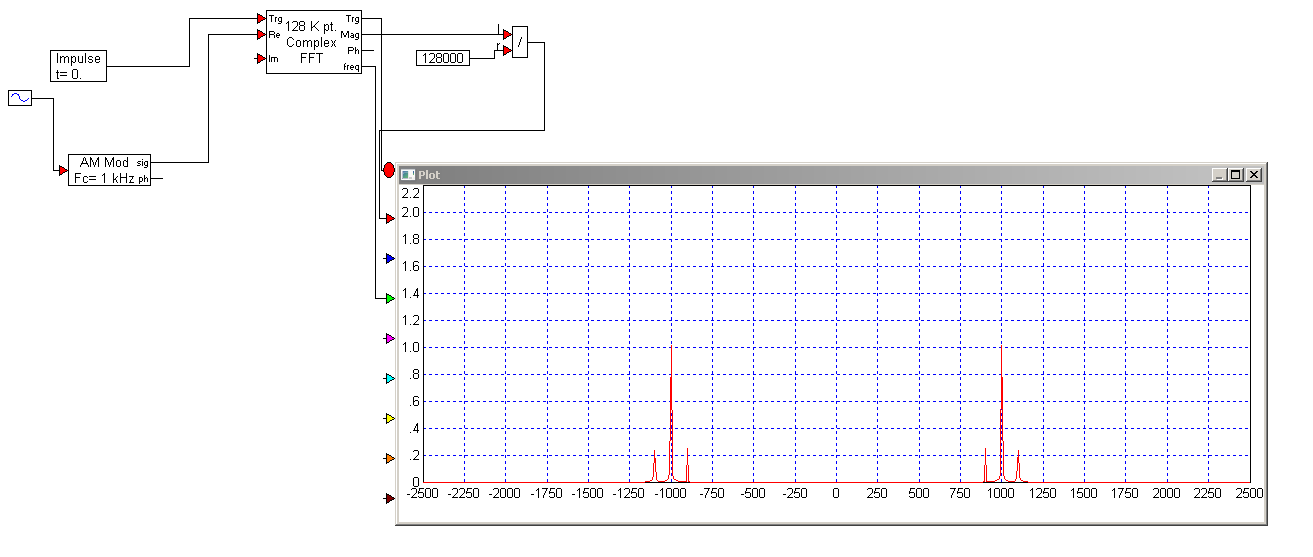 Trg
Re
Im
128 K pt.
Complex
FFT
Trg
Mag
Ph
freq
Impulse
t= 0.
128000
l
r
/
AM Mod
Fc= 1 kHz
sig
ph
Plot
2.2
2.0
1.8
1.6
1.4
1.2
1.0
.8
.6
.4
.2
0
-2500 -2250 -2000 -1750 -1500 -1250 -1000 -750 -500 -250 0 250 500 750 1000 1250 1500 1750 2000 2250 2500